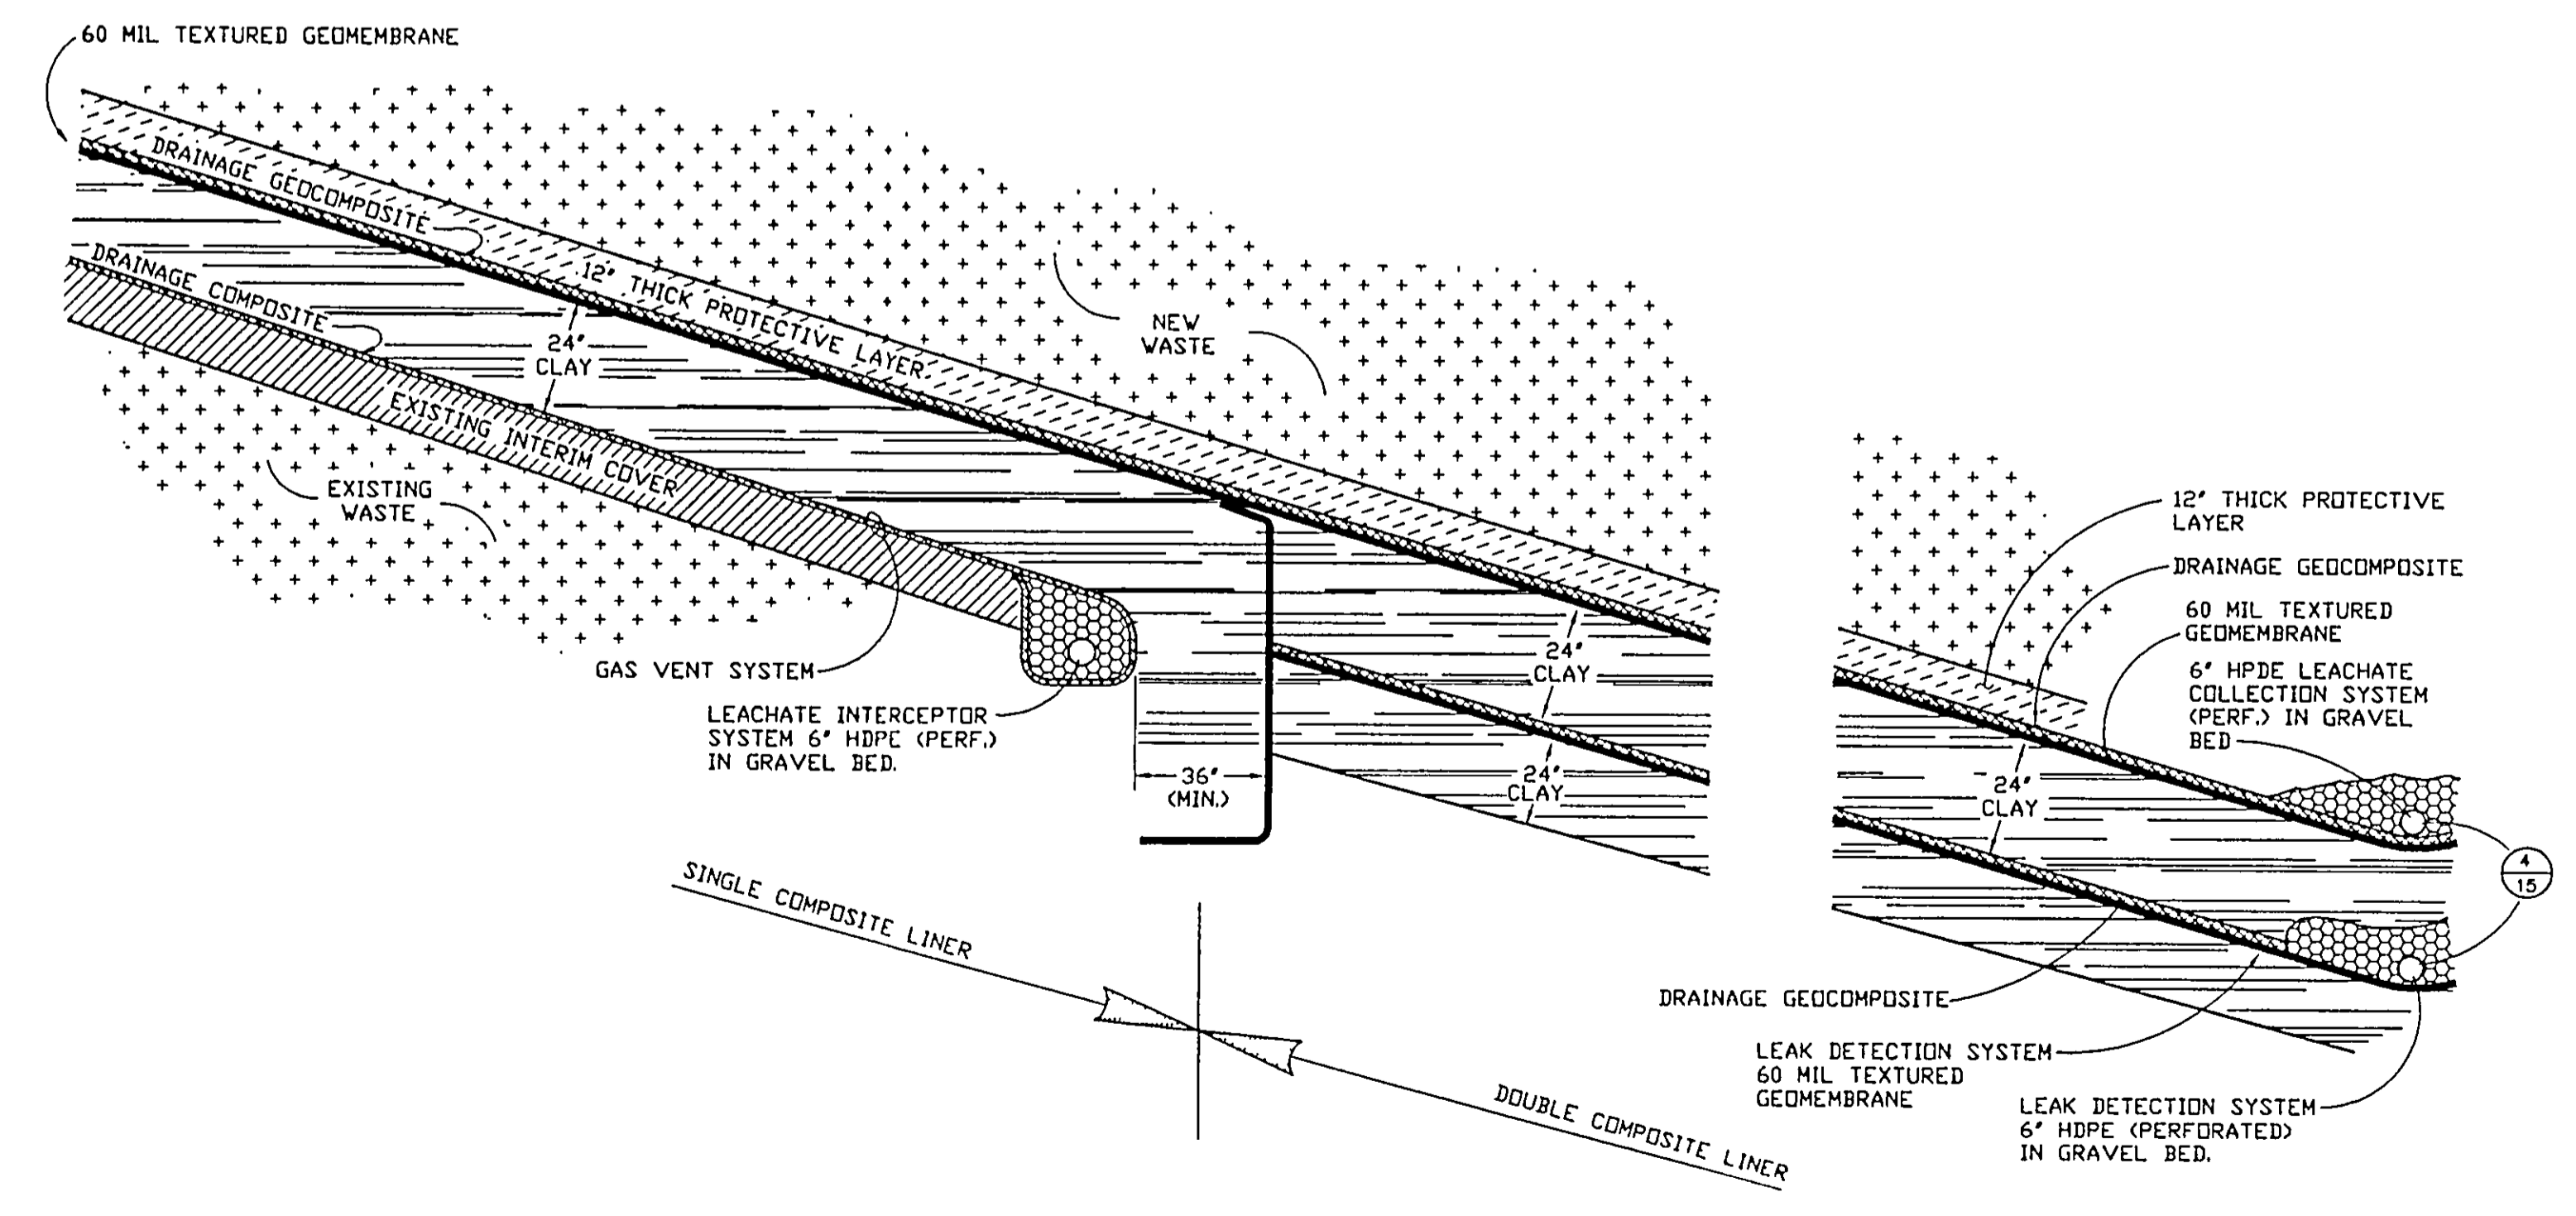 60 MIL TEXTURED GEOMEMBRANE
DRAINAGE GEOCOMPOSITE
12" THICK PROTECTIVE LAYER
DRAINAGE COMPOSITE
24"
CLAY
EXISTING INTERIM COVER
EXISTING
WASTE
NEW
WASTE
GAS VENT SYSTEM
LEACHATE INTERCEPTOR
SYSTEM 6" HDPE (PERF.)
IN GRAVEL BED.
36"
(MIN.)
24"
CLAY
24"
CLAY
SINGLE COMPOSITE LINER
DOUBLE COMPOSITE LINER
12" THICK PROTECTIVE
LAYER
DRAINAGE GEOCOMPOSITE
60 MIL TEXTURED
GEOMEMBRANE
6" HPDE LEACHATE
COLLECTION SYSTEM
(PERF.) IN GRAVEL
BED
24"
CLAY
4
15
DRAINAGE GEOCOMPOSITE
LEAK DETECTION SYSTEM
60 MIL TEXTURED
GEOMEMBRANE
LEAK DETECTION SYSTEM
6" HDPE (PERFORATED)
IN GRAVEL BED.